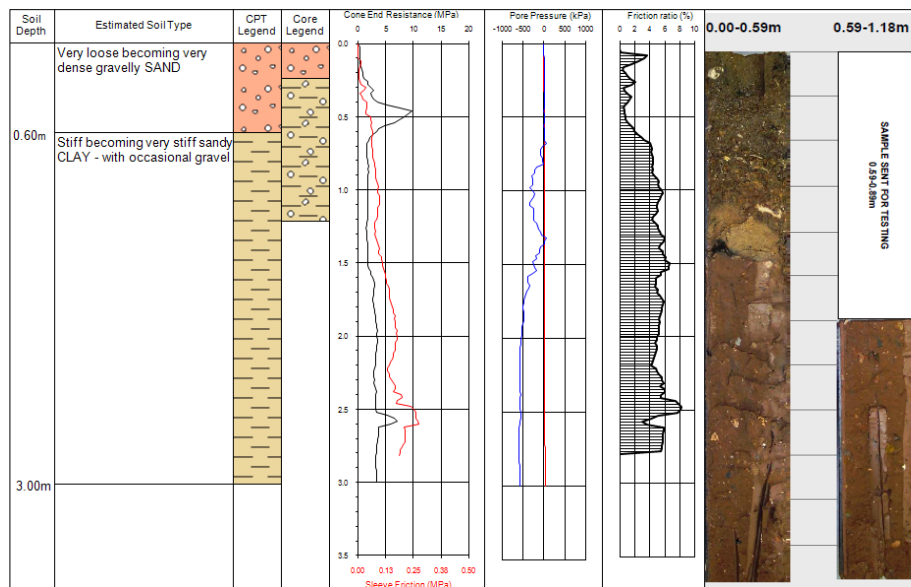 Soil
Depth
Estimated Soil Type
CPT
Legend
Core
Legend
Cone End Resistance (MPa)
0 5 10 15 20
Pore Pressure (kPa)
-1000 -500 0 500 1000
Friction ratio (%)
0 2 4 6 8 10
0.00-0.59m
0.59-1.18m
Very loose becoming very
dense gravelly SAND
0.60m
Stiff becoming very stiff sandy
CLAY - with occasional gravel
3.00m
0.0
0.5
1.0
1.5
2.0
2.5
3.0
3.5
0.00 0.13 0.25 0.38 0.50
Sleeve Friction (MPa)
SAMPLE SENT FOR TESTING
0.59-0.89m